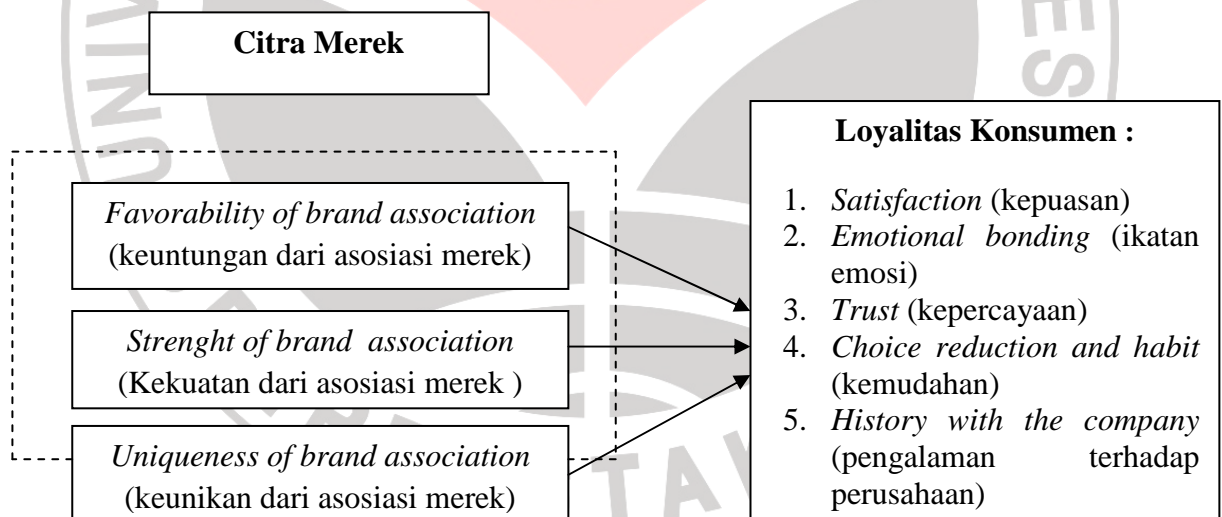 Citra Merek
Favorability of brand association
(keuntungan dari asosiasi merek)
Strenght of brand association
(Kekuatan dari asosiasi merek )
Uniqueness of brand association
(keunikan dari asosiasi merek)
Loyalitas Konsumen :
1. Satisfaction (kepuasan)
2. Emotional bonding (ikatan
emosi)
3. Trust (kepercayaan)
4. Choice reduction and habit
(kemudahan)
5. History with the company
(pengalaman terhadap
perusahaan)